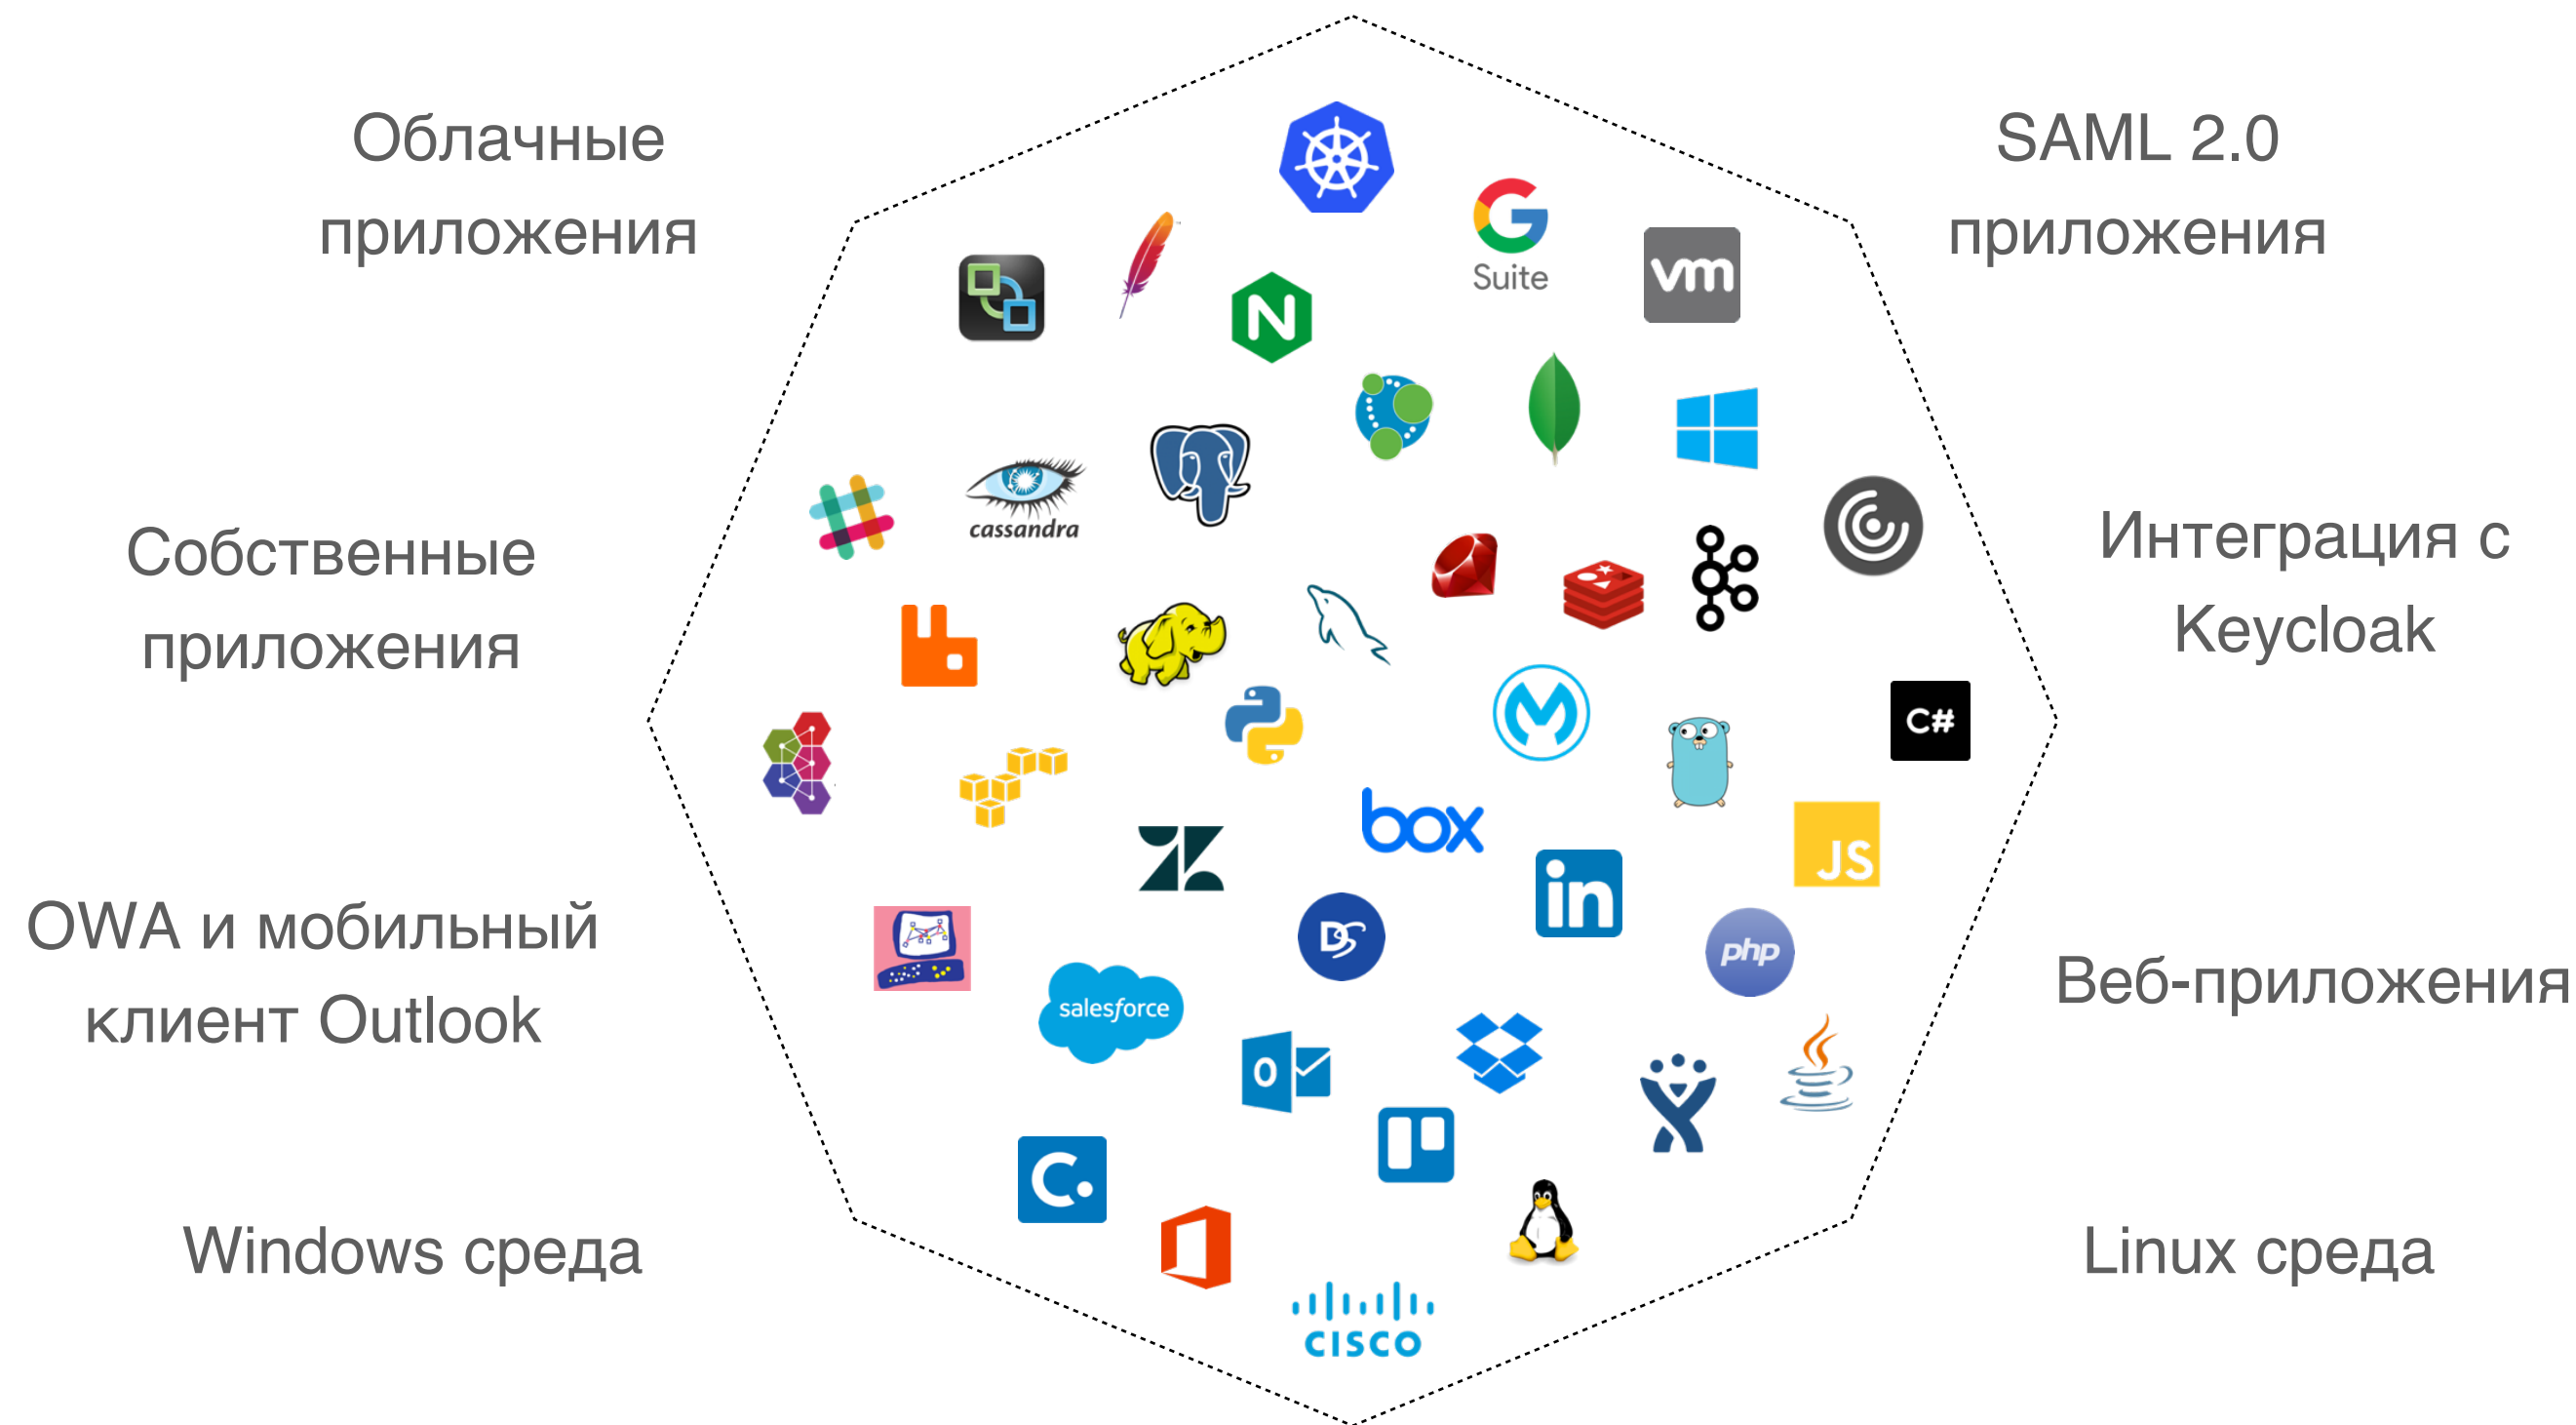 Облачные
приложения
SAML 2.0
приложения
Suite
vm
N
cassandra
Собственные
приложения
Интеграция с
Keycloak
C#
box
JS
in
OWA и мобильный
клиент Outlook
DS
php
salesforce
Веб-приложения
O
C.
Windows среда
Linux среда
CISCO